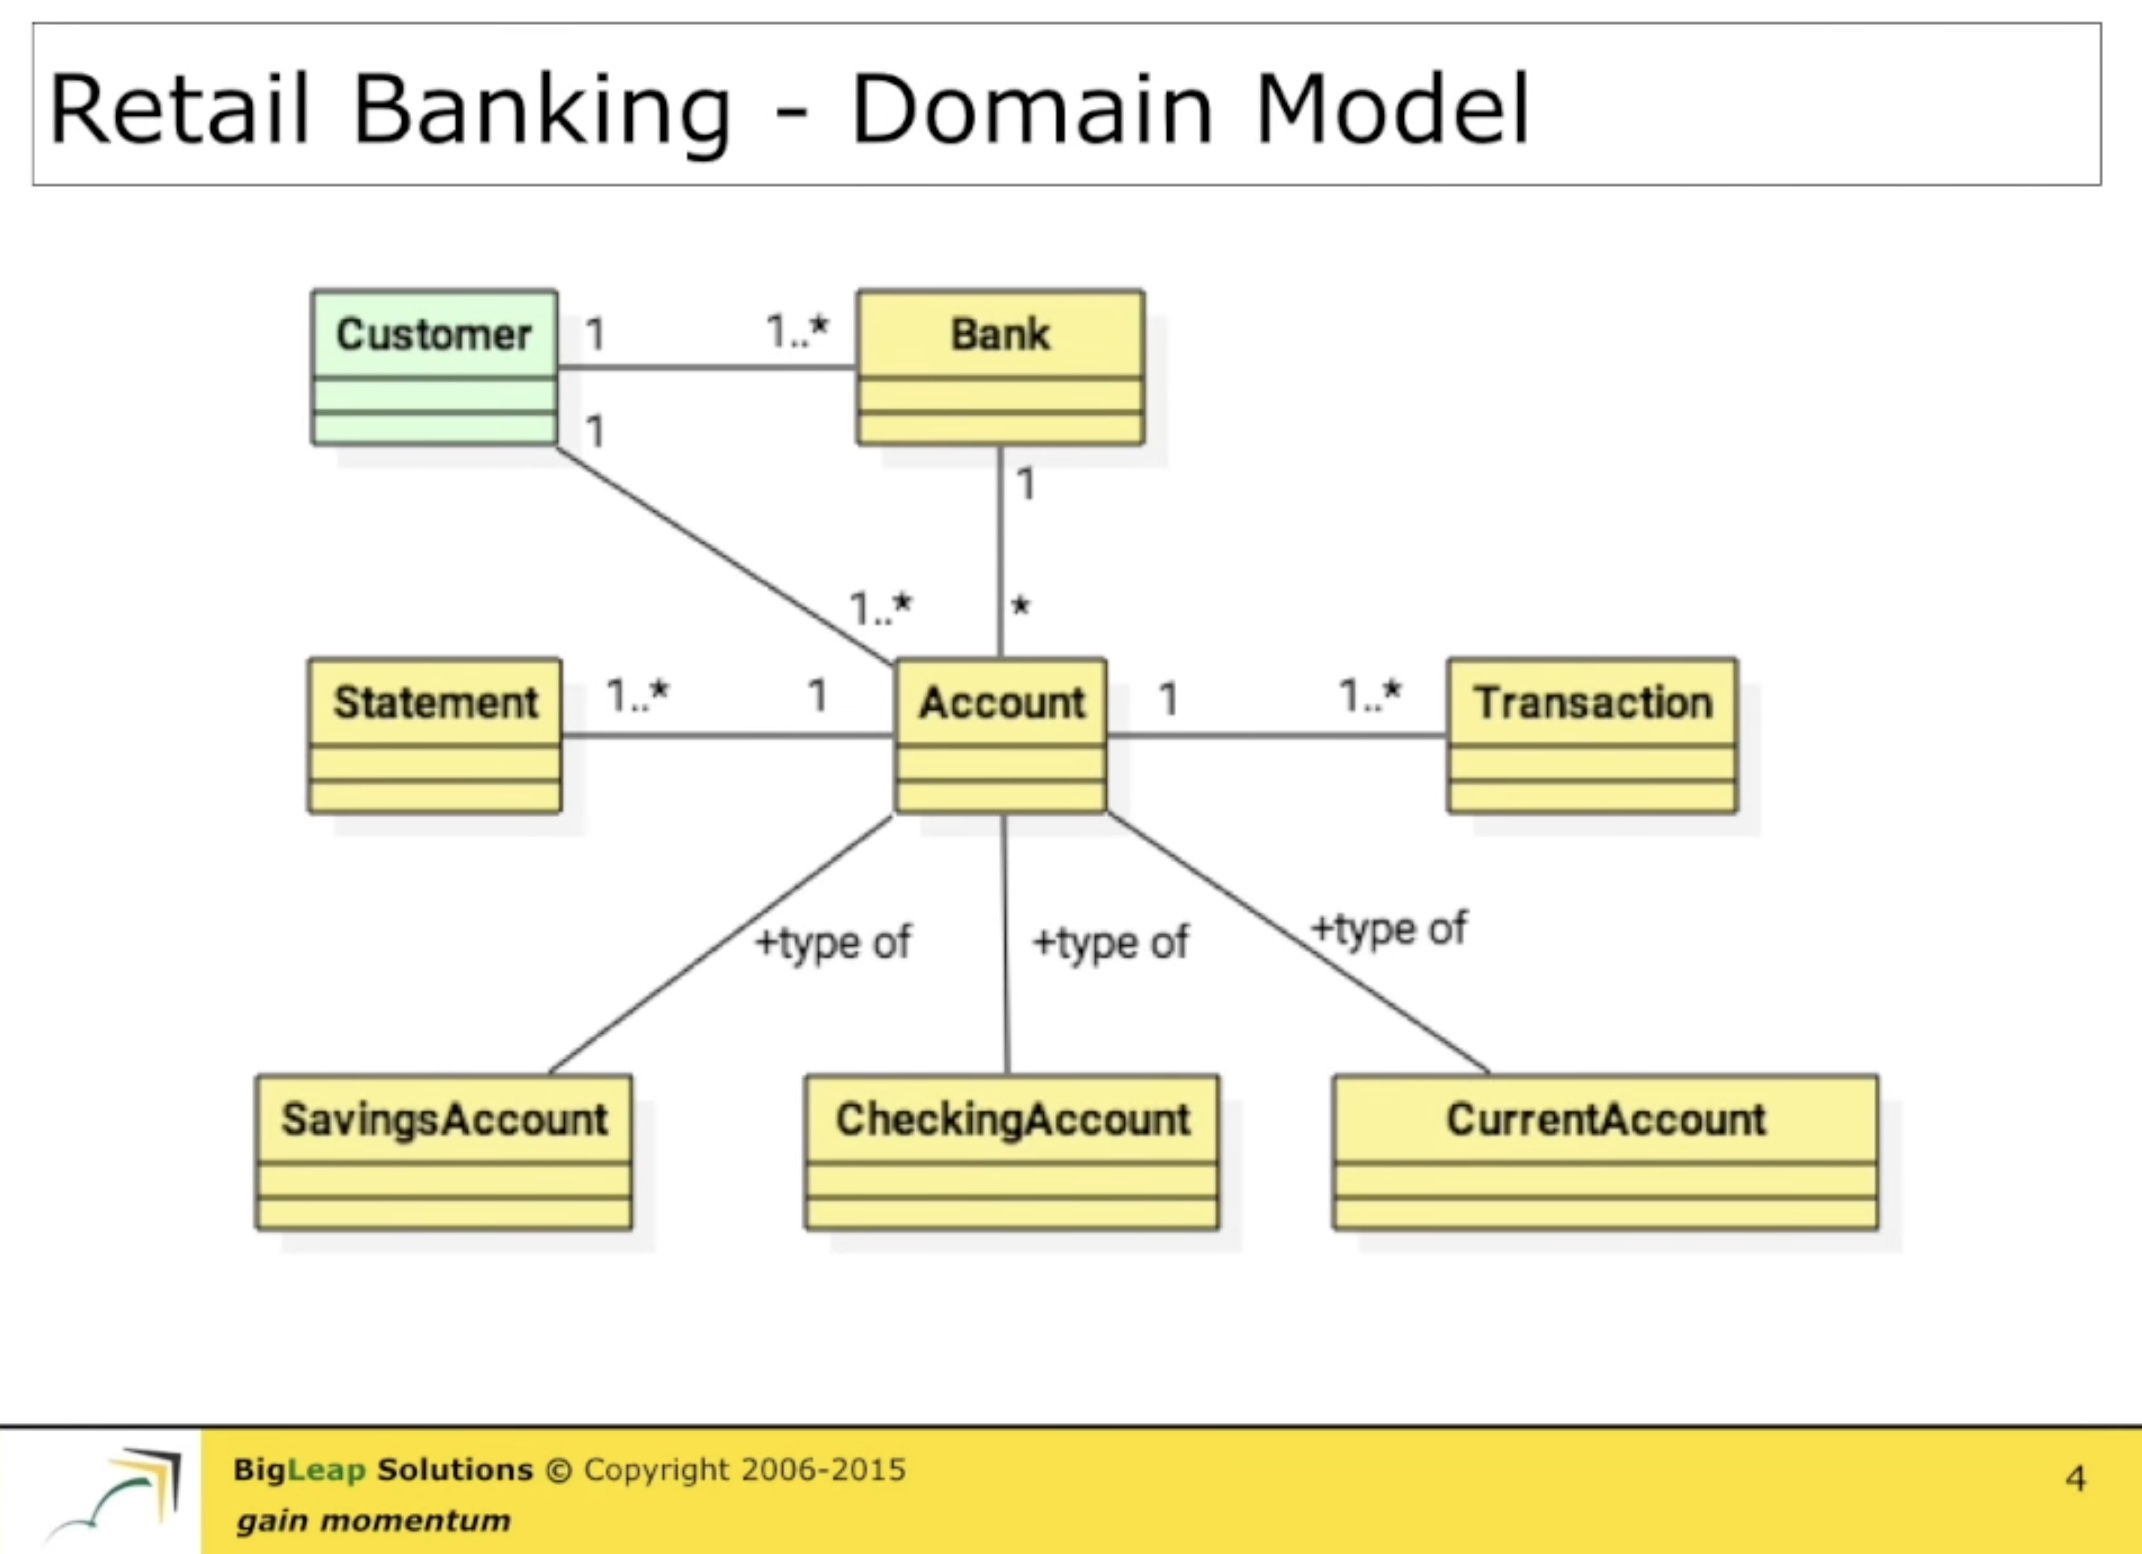 Retail Banking - Domain Model
Customer
1
1..*
Bank
1
1
1..*
*
Statement
1..*
1
Account
1
1..*
Transaction
+type of
+type of
+type of
SavingsAccount
CheckingAccount
CurrentAccount
BigLeap Solutions © Copyright 2006-2015
gain momentum
4